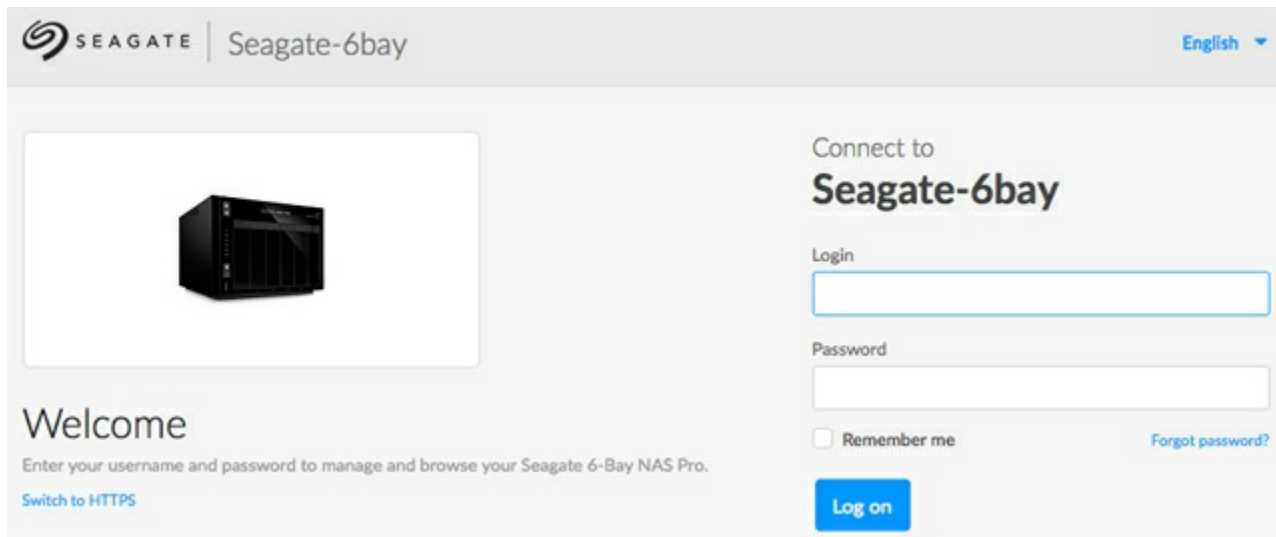 SEAGATE
Seagate-6bay
English
Connect to
Seagate-6bay
Login
Password
Remember me
Forgot password?
Log on
Welcome
Enter your username and password to manage and browse your Seagate 6-Bay NAS Pro.
Switch to HTTPS